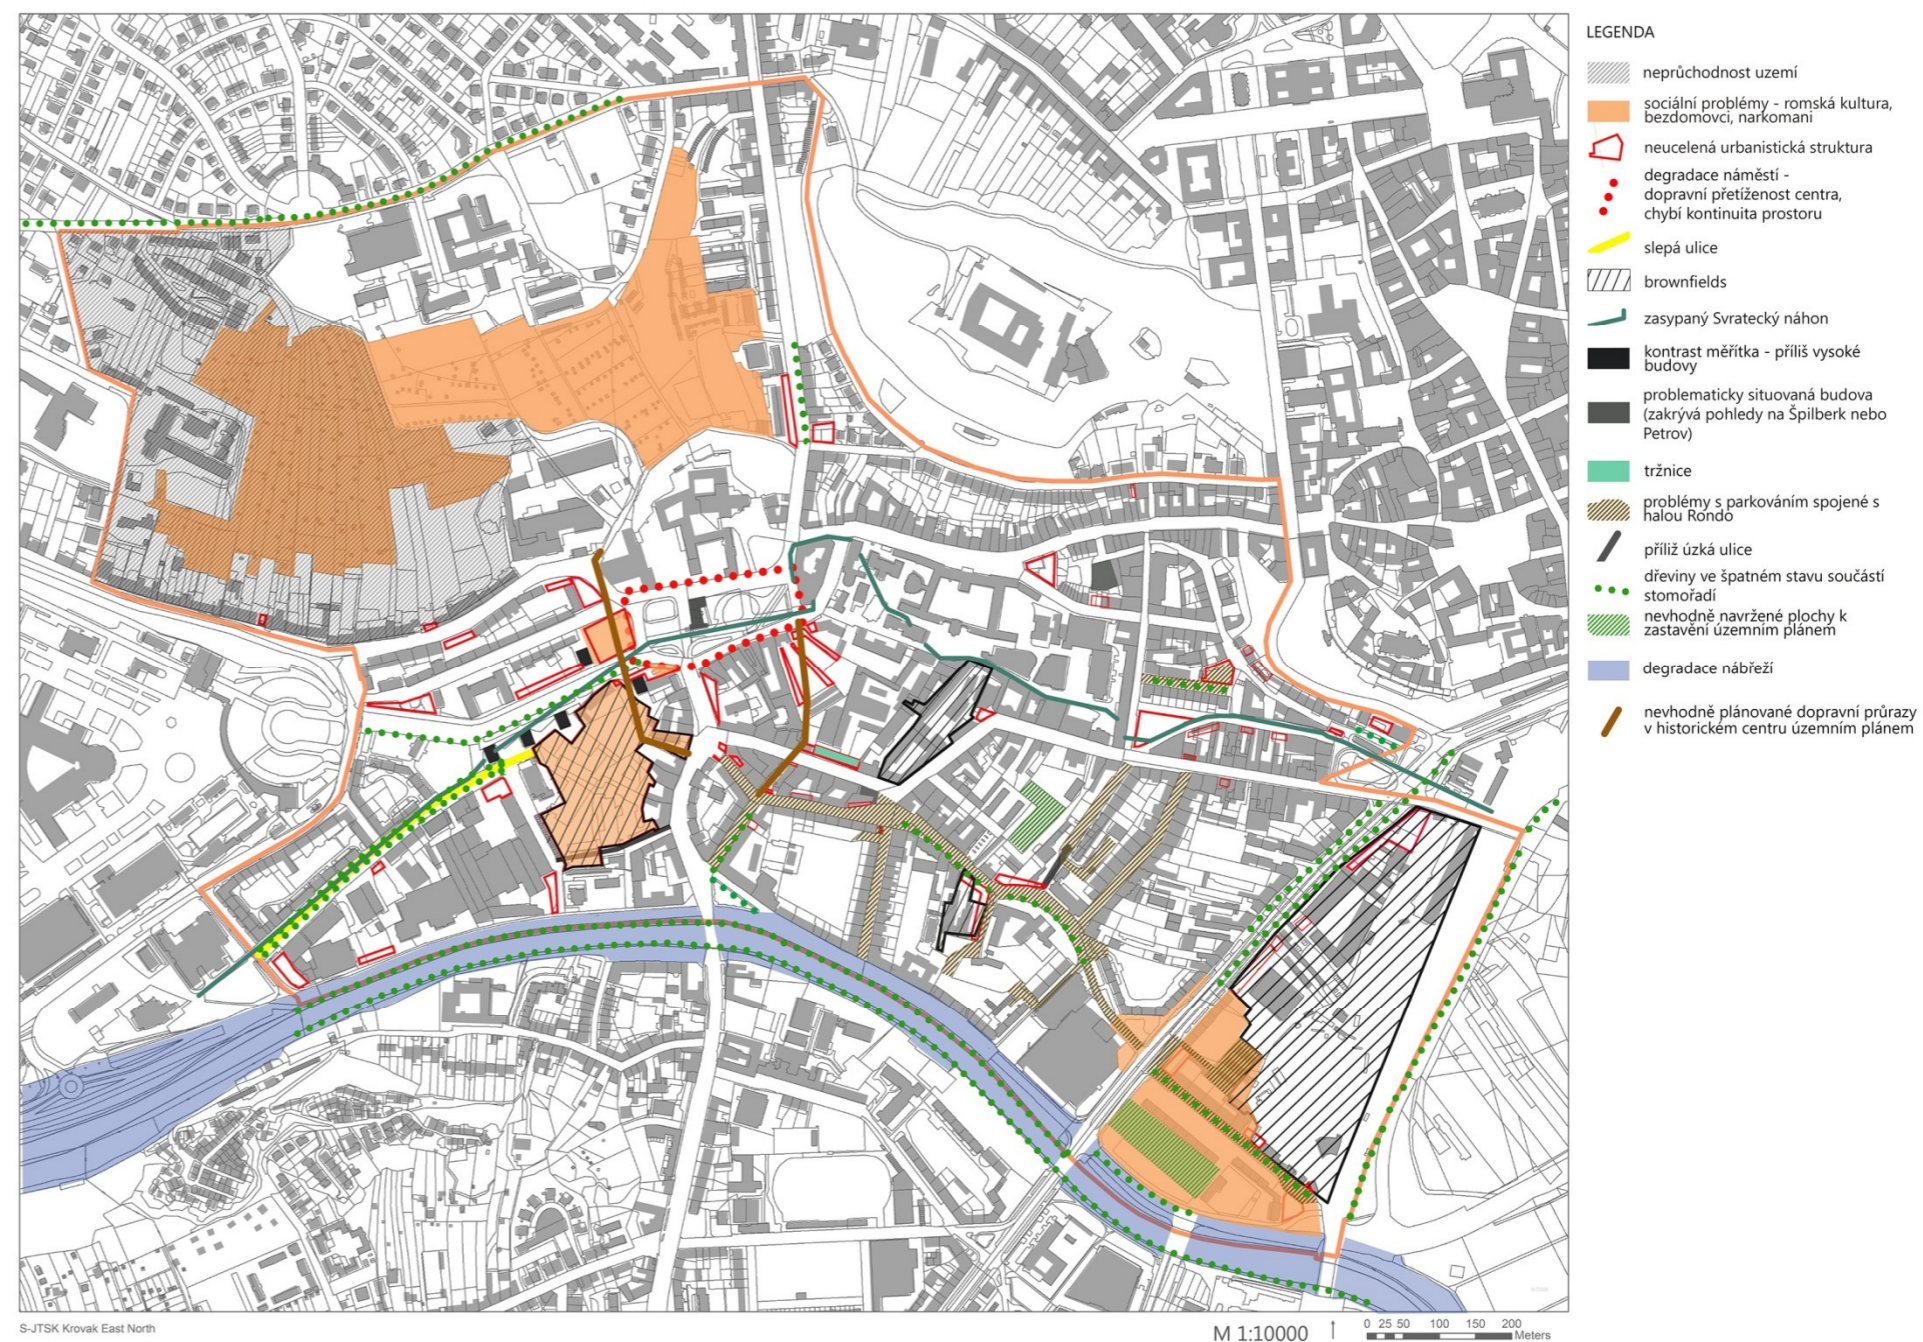 LEGENDA
neprůchodnost uzemí
sociální problémy - romská kultura,
bezdomovci, narkomani
neucelená urbanistická struktura
degradace náměstí -
dopravní přetíženost centra,
chybí kontinuita prostoru
slepá ulice
brownfields
zasypaný Svratecký náhon
kontrast měřítka - příliš vysoké
budovy
problematicky situovaná budova
(zakrývá pohledy na Špilberk nebo
Petrov)
tržnice
problémy s parkováním spojené s
halou Rondo
příliž úzká ulice
dřeviny ve špatném stavu součástí
stomořadí
nevhodně navržené plochy k
zastavění územním plánem
degradace nábřeží
nevhodně plánované dopravní průrazy
v historickém centru územním plánem
S-JTSK Krovak East North
M 1:10000
0 25 50 100 150 200
Meters